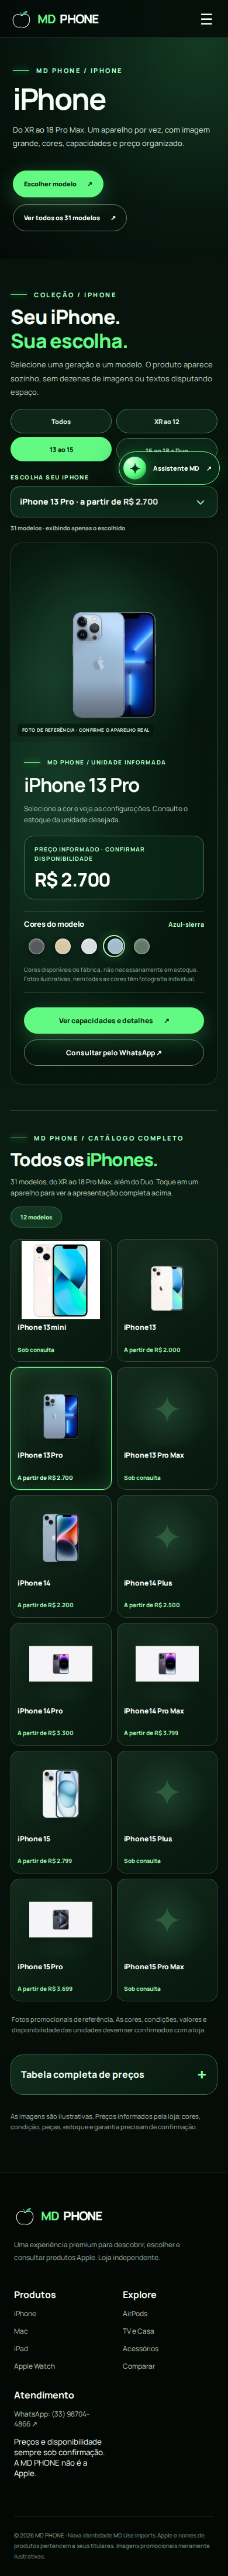 MD PHONE
MD PHONE / IPHONE
iPhone
Do XR ao 18 Pro Max. Um aparelho por vez, com imagem
grande, cores, capacidades e preço organizado.
Escolher modelo ↗
Ver todos os 31 modelos ↗
COLEÇÃO / IPHONE
Seu iPhone.
Sua escolha.
Selecione uma geração e um modelo. O produto aparece
sozinho, sem dezenas de imagens ou textos disputando
espaço.
Todos
XR ao 12
13 ao 15
16 ao 18 + Duo
Assistente MD ↗
ESCOLHA SEU IPHONE
iPhone 13 Pro · a partir de R$ 2.700
31 modelos · exibindo apenas o escolhido
FOTO DE REFERÊNCIA · CONFIRME O APARELHO REAL
MD PHONE / UNIDADE INFORMADA
iPhone 13 Pro
Selecione a cor e veja as configurações. Consulte o
estoque da unidade desejada.
PREÇO INFORMADO · CONFIRMAR
DISPONIBILIDADE
R$ 2.700
Cores do modelo
Azul-sierra
Cores disponíveis de fábrica, não necessariamente em estoque.
Fotos ilustrativas; nem todas as cores têm fotografia individual.
Ver capacidades e detalhes ↗
Consultar pelo WhatsApp ↗
MD PHONE / CATÁLOGO COMPLETO
Todos os iPhones.
31 modelos, do XR ao 18 Pro Max, além do Duo. Toque em um
aparelho para ver a apresentação completa acima.
12 modelos
iPhone 13 mini
Sob consulta
iPhone 13
A partir de R$ 2.000
iPhone 13 Pro
A partir de R$ 2.700
iPhone 13 Pro Max
Sob consulta
iPhone 14
A partir de R$ 2.200
iPhone 14 Plus
A partir de R$ 2.500
iPhone 14 Pro
A partir de R$ 3.300
iPhone 14 Pro Max
A partir de R$ 3.799
iPhone 15
A partir de R$ 2.799
iPhone 15 Plus
Sob consulta
iPhone 15 Pro
A partir de R$ 3.699
iPhone 15 Pro Max
Sob consulta
Fotos promocionais de referência. As cores, condições, valores e
disponibilidade das unidades devem ser confirmados com a loja.
Tabela completa de preços +
As imagens são ilustrativas. Preços informados pela loja; cores,
condição, peças, estoque e garantia precisam de confirmação.
MD PHONE
Uma experiência premium para descobrir, escolher e
consultar produtos Apple. Loja independente.
Produtos
iPhone
Mac
iPad
Apple Watch
Explore
AirPods
TV e Casa
Acessórios
Comparar
Atendimento
WhatsApp: (33) 98704-
4866 ↗
Preços e disponibilidade
sempre sob confirmação.
A MD PHONE não é a
Apple.
© 2026 MD PHONE · Nova identidade MD Use Imports. Apple e nomes de
produtos pertencem a seus titulares. Imagens promocionais meramente
ilustrativas.